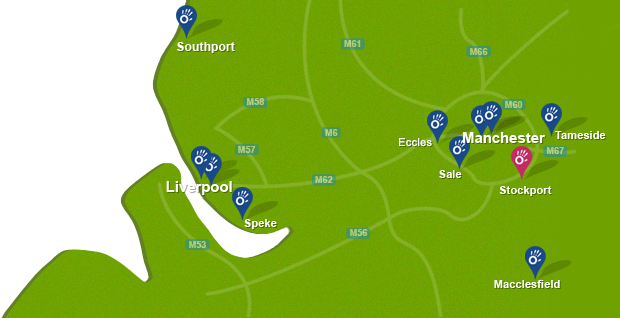 Southport
M61
M66
M58
M60
M6
Eccles
Manchester
Tameside
M57
M67
Sale
Liverpool
M62
Stockport
Speke
M56
M53
Macclesfield